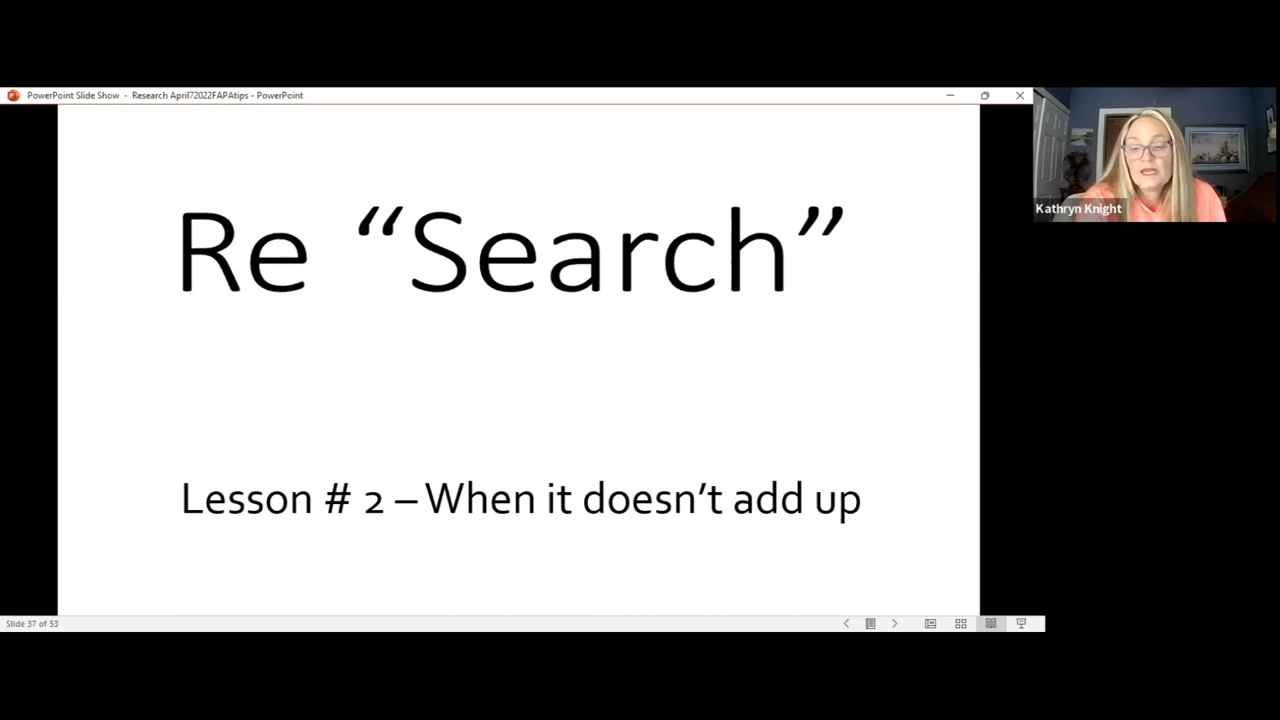 PowerPoint Slide Show - Research April72022FAPAtips - PowerPoint
Re “Search”
Lesson # 2 – When it doesn’t add up
Kathryn Knight
Slide 37 of 53